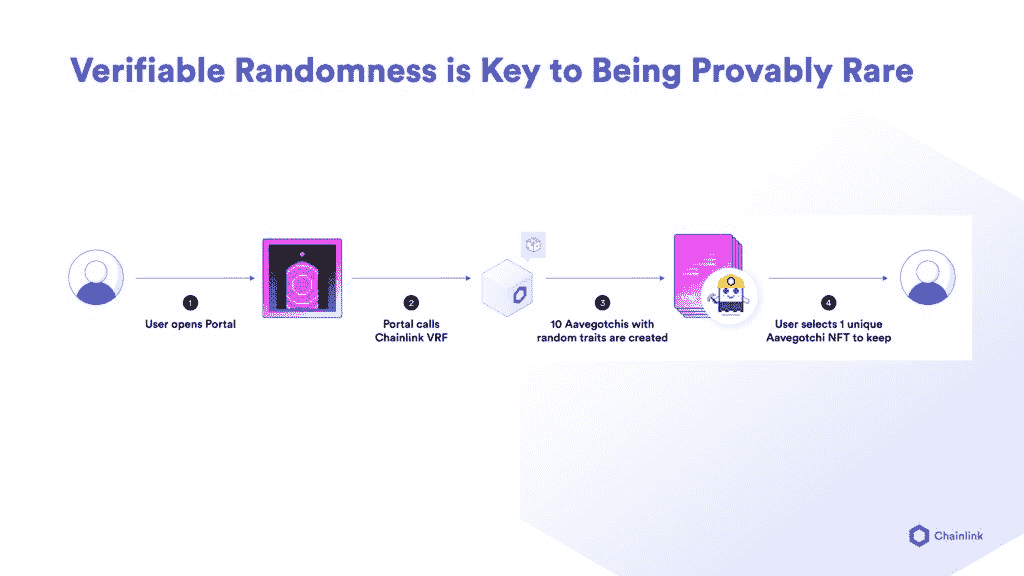 Verifiable Randomness is Key to Being Provably Rare
1
User opens Portal
2
Portal calls
Chainlink VRF
3
10 Aavegotchis with
random traits are created
4
User selects 1 unique
Aavegotchi NFT to keep
Chainlink